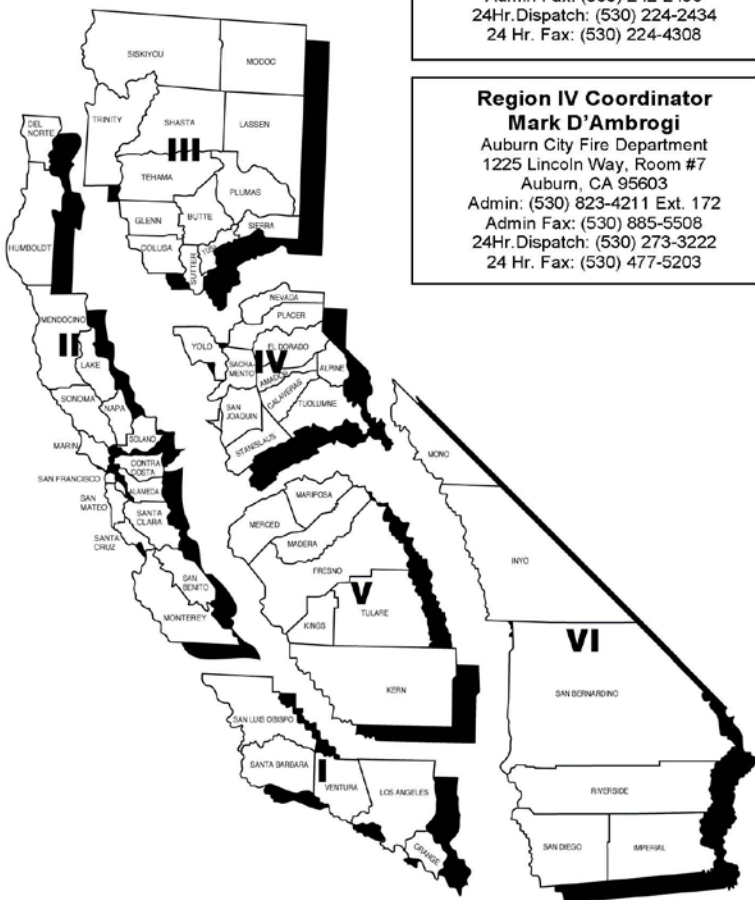 24Hr.Dispatch: (530) 224-2434
24 Hr. Fax: (530) 224-4308
Region IV Coordinator
Mark D'Ambrogi
Auburn City Fire Department
1225 Lincoln Way, Room #7
Auburn, CA 95603
Admin: (530) 823-4211 Ext. 172
Admin Fax: (530) 885-5508
24Hr.Dispatch: (530) 273-3222
24 Hr. Fax: (530) 477-5203
SISKIYOU
MODOC
DEL
NORTE
TRINITY
SHASTA
LASSEN
III
TEHAMA
PLUMAS
HUMBOLDT
GLENN
BUTTE
SIERRA
COLUSA
SUTTER
MENDOCINO
II
LAKE
SONOMA
NAPA
SOLANO
MARIN
CONTRA
COSTA
SAN FRANCISCO
ALAMEDA
SAN
MATEO
SANTA
CLARA
SANTA
CRUZ
SAN
BENITO
MONTEREY
NEVADA
PLACER
YOLO
EL DORADO
IV
SACRA-
MENTO
AMADOR
ALPINE
CALAVERAS
SAN
JOAQUIN
TUOLUMNE
STANISLAUS
MARIPOSA
MERCED
MADERA
FRESNO
V
KINGS
TULARE
KERN
MONO
INYO
VI
SAN BERNARDINO
RIVERSIDE
SAN DIEGO
IMPERIAL
SAN LUIS OBISPO
SANTA BARBARA
I
VENTURA
LOS ANGELES
ORANGE